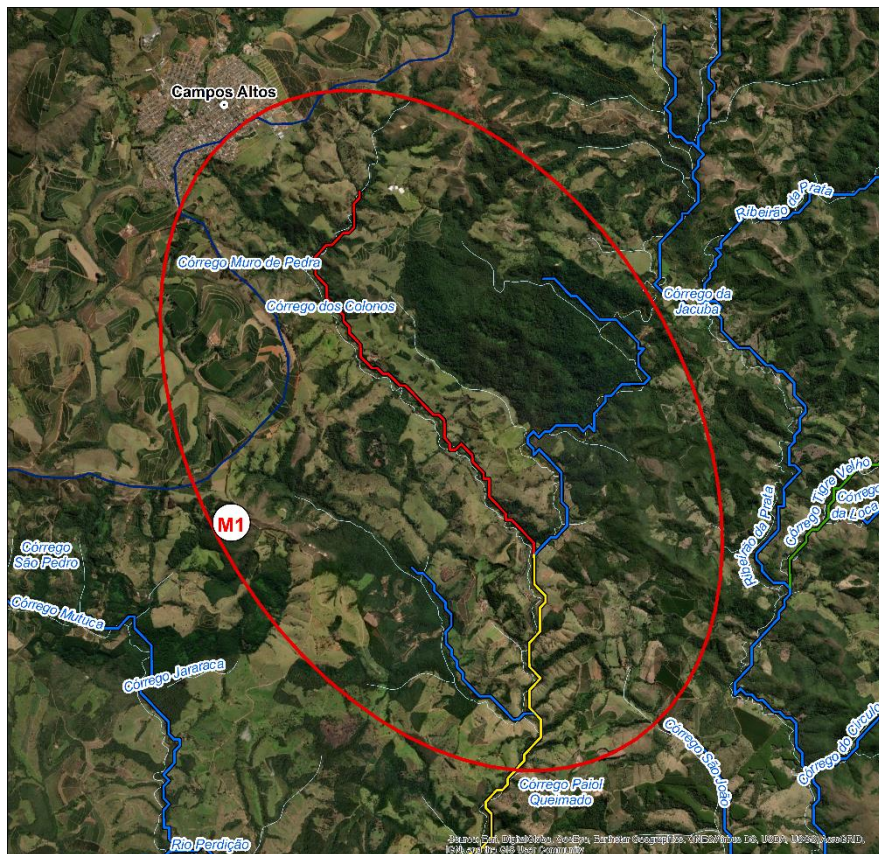 Campos Altos
Ribeirão da Prata
Córrego Muro de Pedra
Córrego da
Jacuba
Córrego dos Colonos
Córrego Tigre Velho
Córrego
da Loca
Ribeirão da Prata
M1
Córrego
São Pedro
Córrego Mutuca
Córrego Jararaca
Córrego do Círculo
Córrego São João
Córrego Paiol
Queimado
Rio Perdição
Source: Esri, DigitalGlobe, GeoEye, Earthstar Geographics, CNES/Airbus DS, USDA, USGS, AeroGRID,
IGN, and the GIS User Community